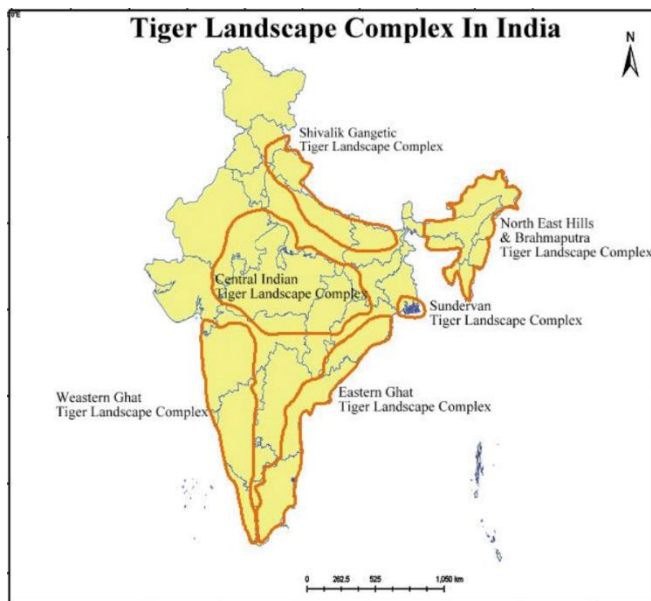 Tiger Landscape Complex In India
N
Shivalik Gangetic
Tiger Landscape Complex
North East Hills
& Brahmaputra
Tiger Landscape Complex
Central Indian
Tiger Landscape Complex
Sundervan
Tiger Landscape Complex
Weastern Ghat
Tiger Landscape Complex
Eastern Ghat
Tiger Landscape Complex
0 262.5 525 1,050 km